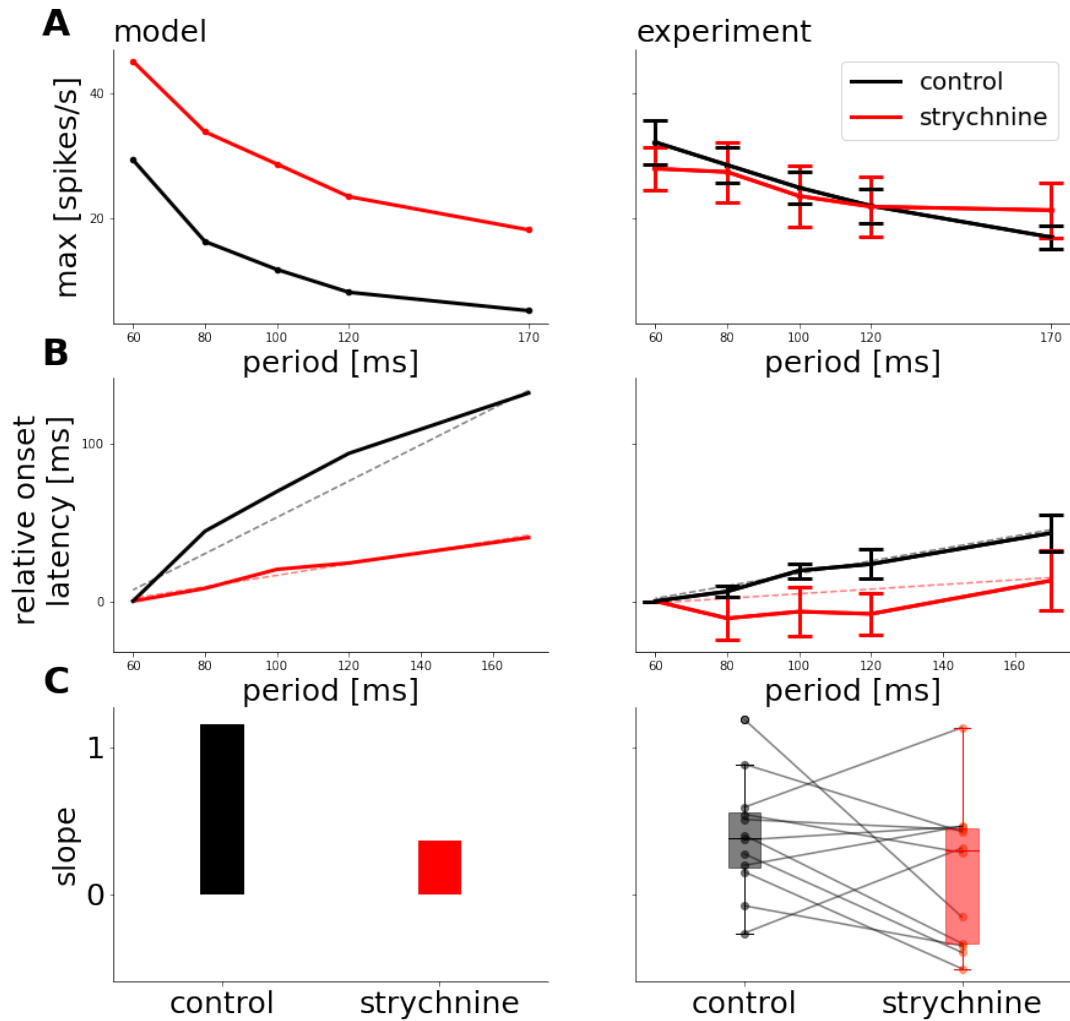 A
model
experiment
max [spikes/s]
40
20
control
strychnine
60 80 100 120 170
60 80 100 120 170
period [ms]
period [ms]
B
relative onset
latency [ms]
100
0
60 80 100 120 140 160
60 80 100 120 140 160
period [ms]
period [ms]
C
slope
1
0
control
strychnine
control
strychnine